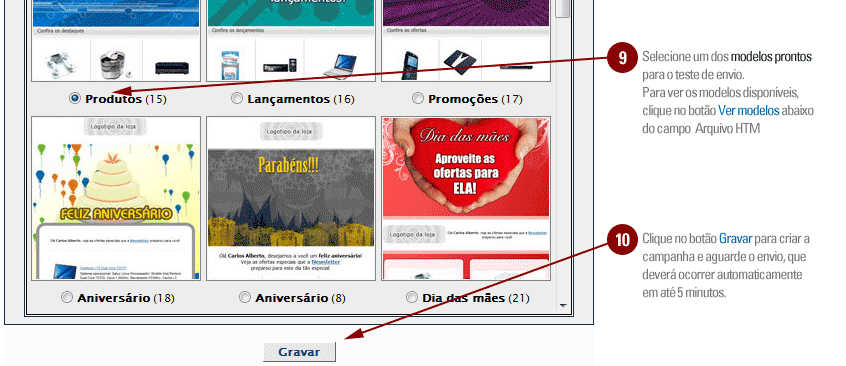 lançamentos!
Confira os destaques
Confira os lançamentos
Confira as ofertas
Produtos (15)
Lançamentos (16)
Promoções (17)
9
Selecione um dos modelos prontos
para o teste de envio.
Para ver os modelos disponíveis,
clique no botão Ver modelos abaixo
do campo Arquivo HTM
Logotipo da loja
FELIZ ANIVERSÁRIO
Olá Carlos Alberto, veja as ofertas especiais que a Newsletter
preparou para você!
Logotipo da loja
Parabéns!!!
Olá Carlos Alberto, desejamos a você um feliz aniversário!
Veja as ofertas especiais que a Newsletter
preparou para este dia tão especial
Dia das mães
Aproveite as
ofertas para
ELA!
Logotipo da loja
Olá Carlos Alberto, veja as ofertas especiais que a Newsletter
preparou para você!
Aniversário (18)
Aniversário (8)
Dia das mães (21)
10
Clique no botão Gravar para criar a
campanha e aguarde o envio, que
deverá ocorrer automaticamente
em até 5 minutos.
Gravar